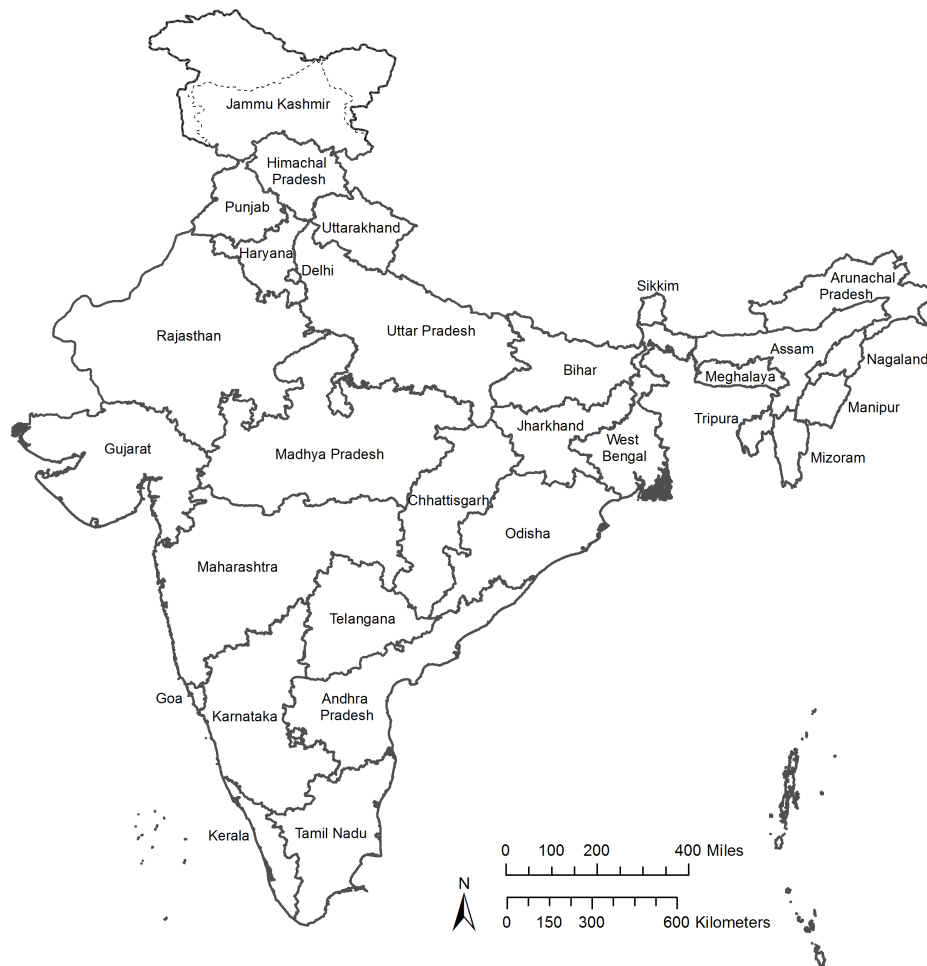 Jammu Kashmir
Himachal
Pradesh
Punjab
Uttarakhand
Haryana
Delhi
Sikkim
Arunachal
Pradesh
Rajasthan
Uttar Pradesh
Assam
Nagaland
Bihar
Meghalaya
Manipur
Tripura
Jharkhand
West
Bengal
Gujarat
Madhya Pradesh
Mizoram
Chhattisgarh
Odisha
Maharashtra
Telangana
Goa
Karnataka
Andhra
Pradesh
Kerala
Tamil Nadu
0 100 200 400 Miles
N
0 150 300 600 Kilometers